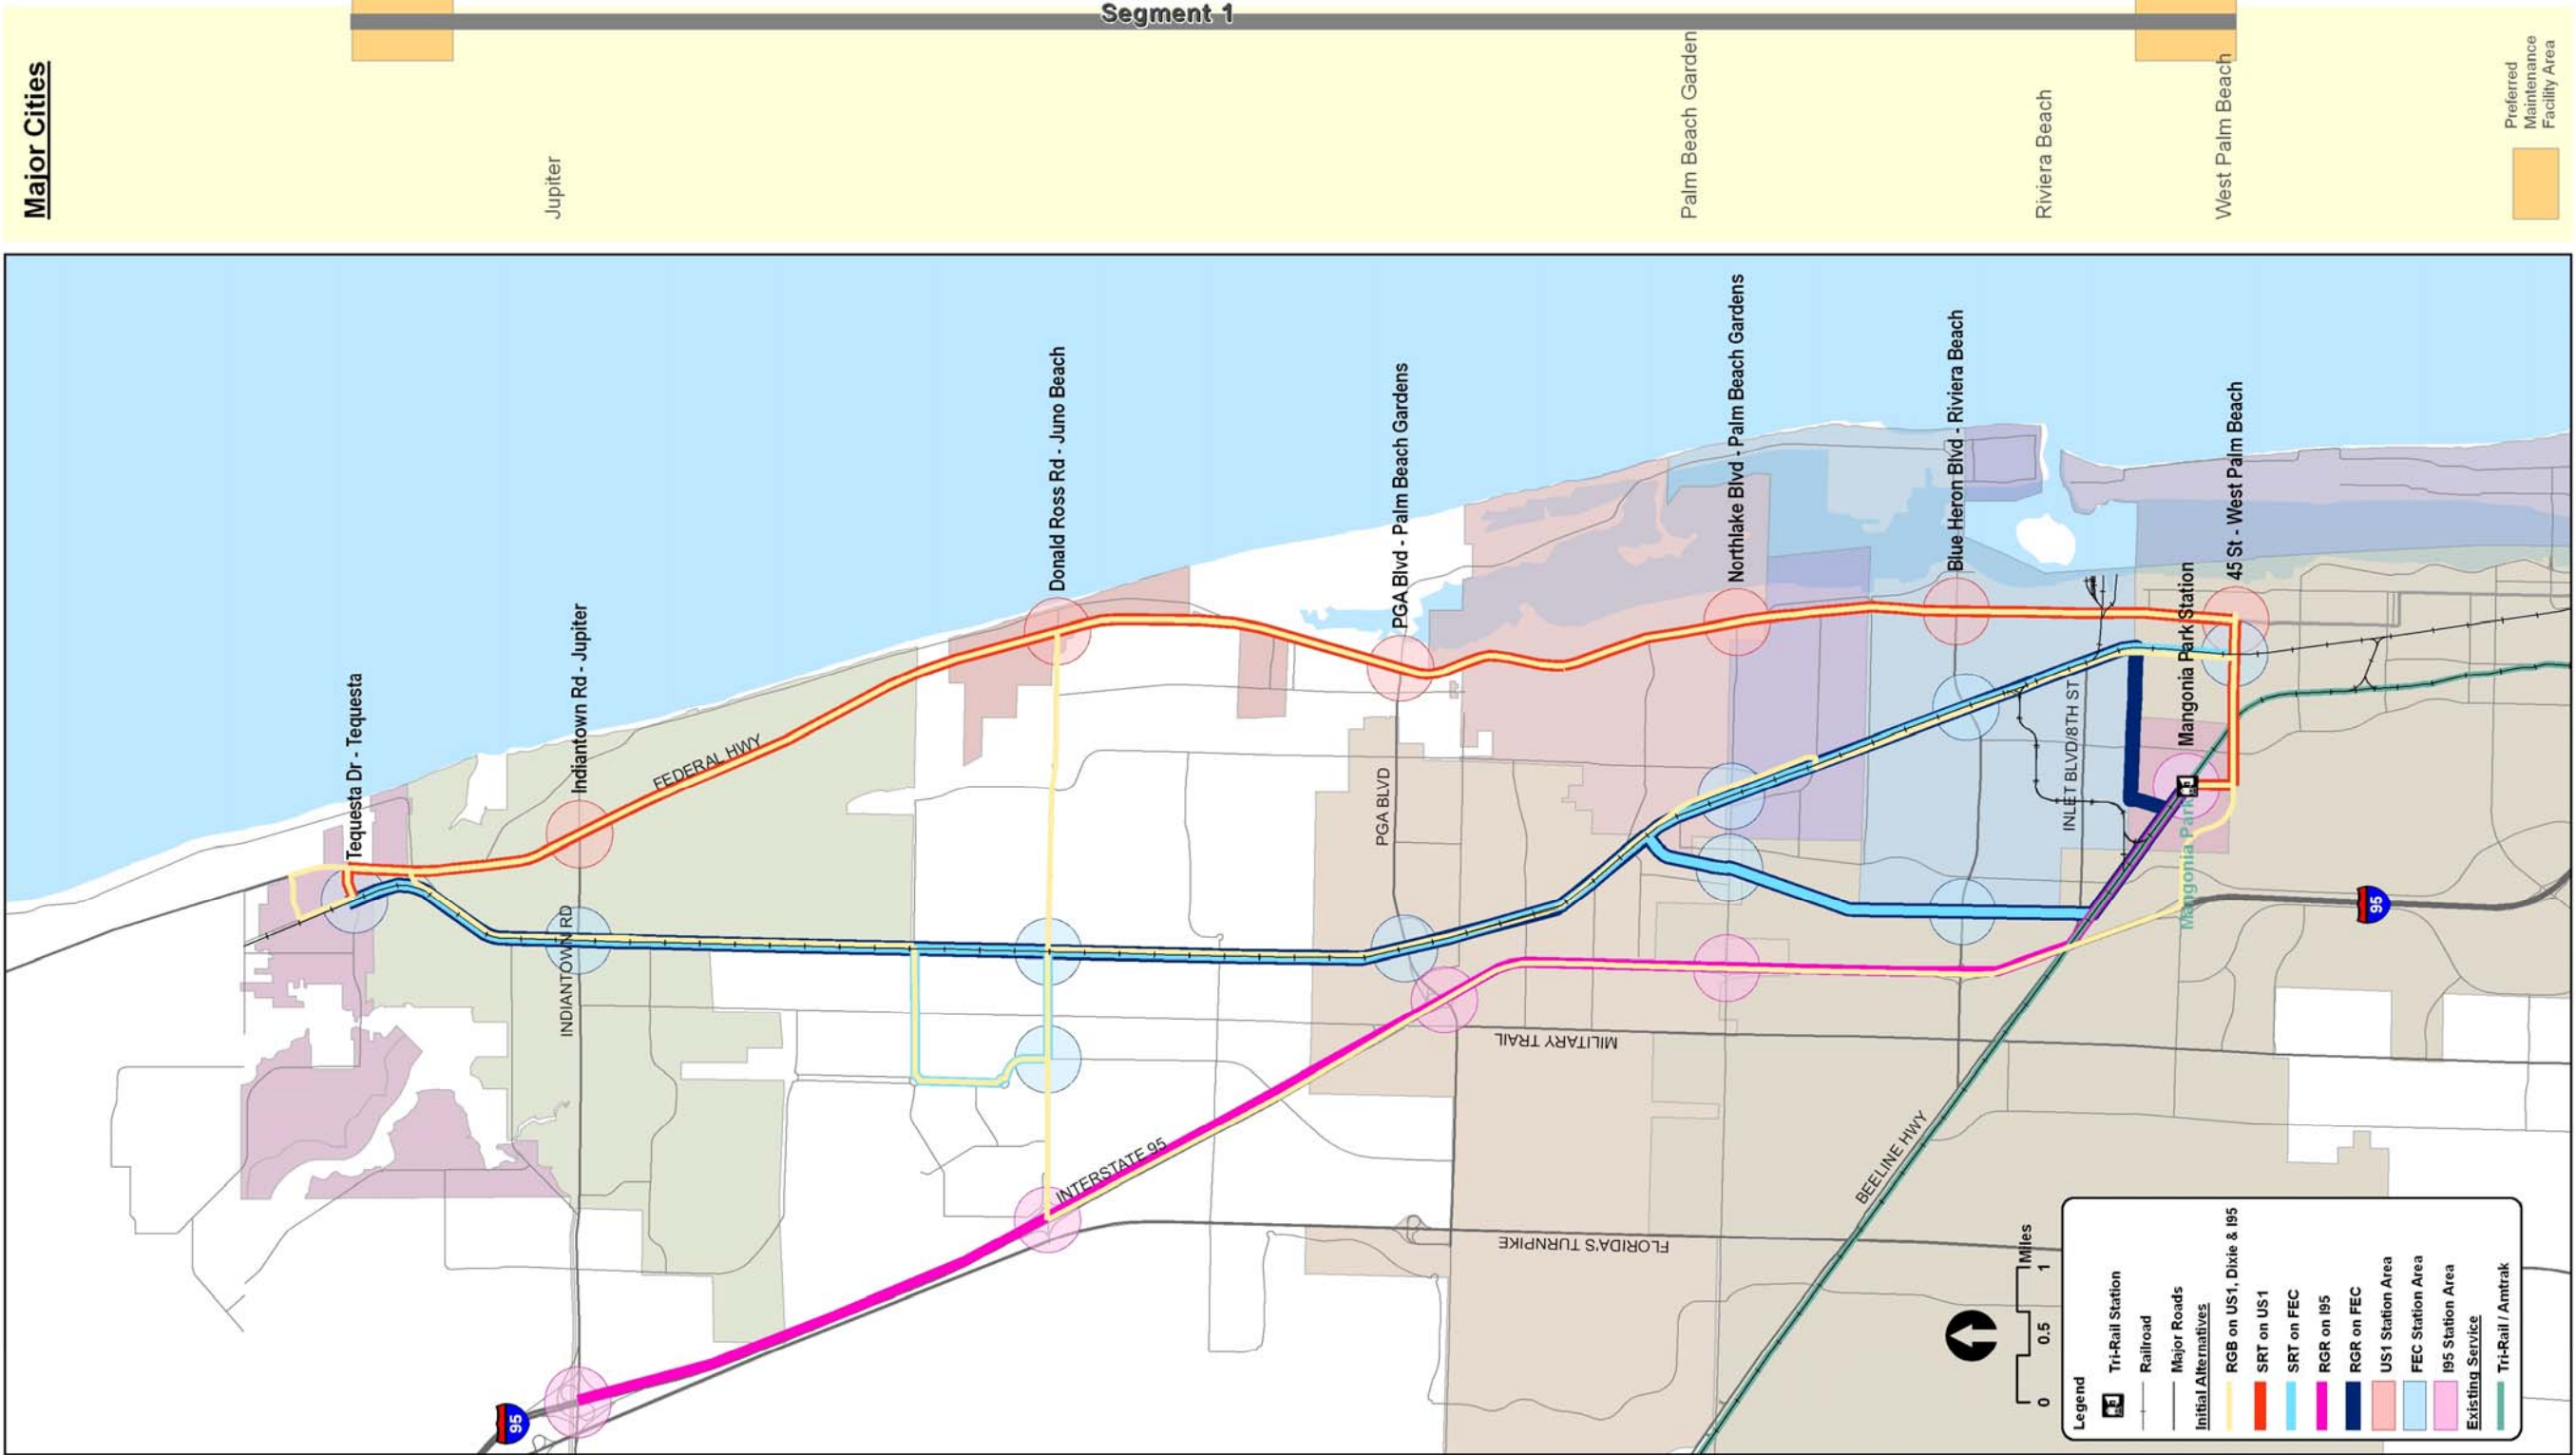 Major Cities
Segment 1
Jupiter
Palm Beach Garden
Riviera Beach
West Palm Beach
Preferred
Maintenance
Facility Area
Tequesta Dr - Tequesta
Indiantown Rd - Jupiter
Donald Ross Rd - Juno Beach
PGA Blvd - Palm Beach Gardens
Northlake Blvd - Palm Beach Gardens
Blue Heron Blvd - Riviera Beach
Mangonia Park Station
45 St - West Palm Beach
FEDERAL HWY
INDIANTOWN RD
PGA BLVD
INLET BLVD/8TH ST
Mangonia Park
MILITARY TRAIL
INTERSTATE 95
BEELINE HWY
FLORIDA'S TURNPIKE
95
95
0
0.5
1
Miles
Legend
Tri-Rail Station
Railroad
Major Roads
Initial Alternatives
RGB on US1, Dixie & I95
SRT on US1
SRT on FEC
RGR on I95
RGR on FEC
US1 Station Area
FEC Station Area
I95 Station Area
Existing Service
Tri-Rail / Amtrak